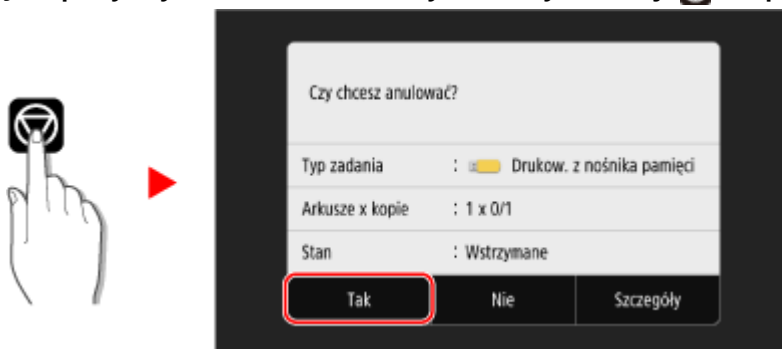 Czy chcesz anulować?
Typ zadania : Drukow. z nośnika pamięci
Arkusze x kopie : 1 x 0/1
Stan : Wstrzymane
Tak Nie Szczegóły